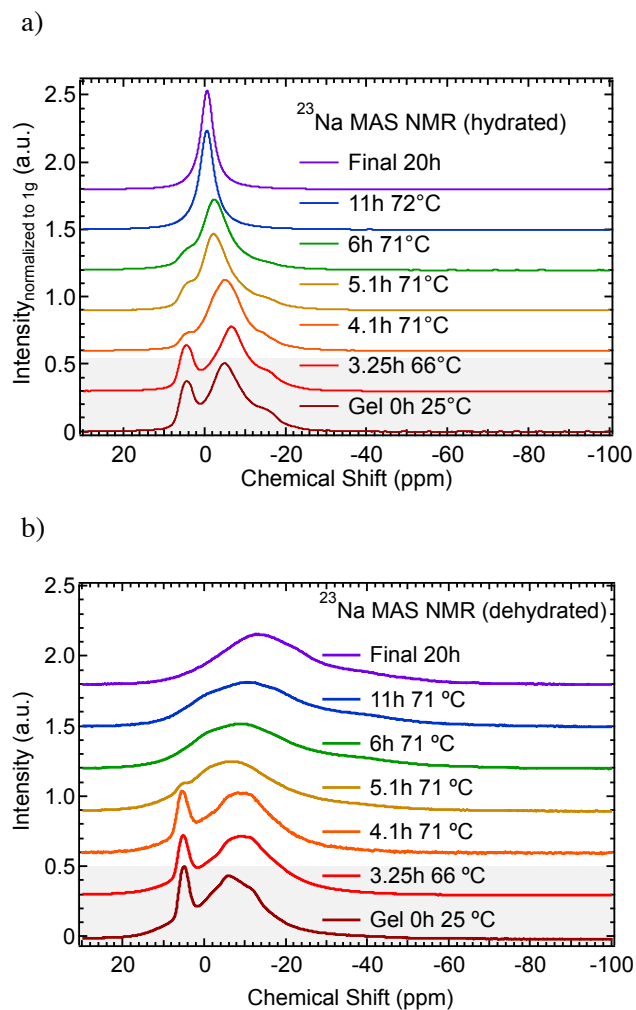 a)
2.5
2.0
1.5
1.0
0.5
0
Intensity normalized to 1g (a.u.)
23Na MAS NMR (hydrated)
Final 20h
11h 72°C
6h 71°C
5.1h 71°C
4.1h 71°C
3.25h 66°C
Gel 0h 25°C
20 0 -20 -40 -60 -80 -100
Chemical Shift (ppm)
b)
2.5
2.0
1.5
1.0
0.5
0
Intensity (a.u.)
23Na MAS NMR (dehydrated)
Final 20h
11h 71 ºC
6h 71 ºC
5.1h 71 ºC
4.1h 71 ºC
3.25h 66 ºC
Gel 0h 25 ºC
20 0 -20 -40 -60 -80 -100
Chemical Shift (ppm)